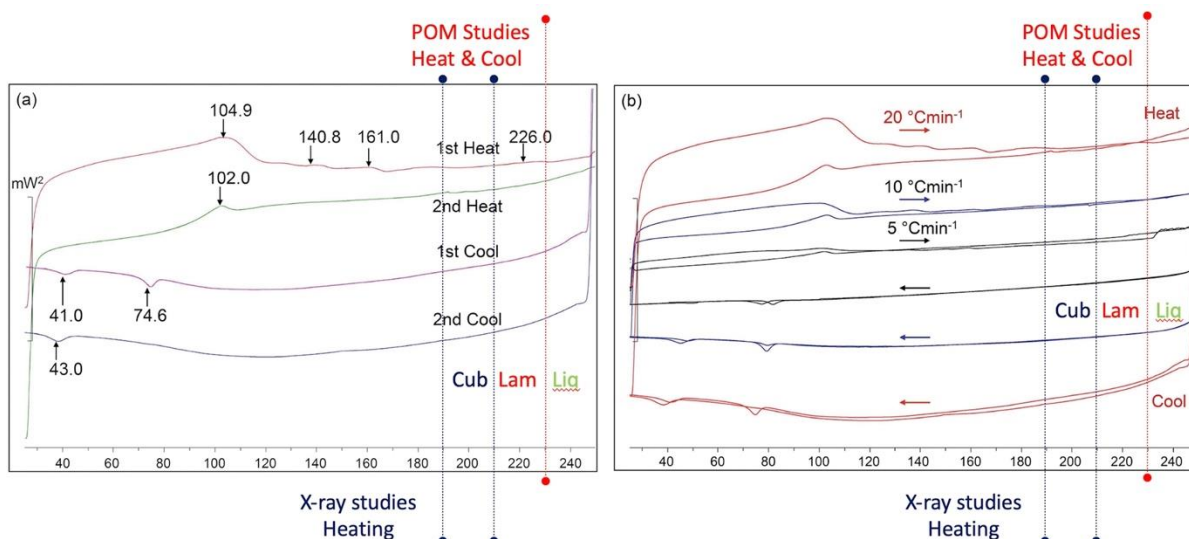 POM Studies
Heat & Cool
(a)
104.9
140.8
161.0
226.0
1st Heat
mW²
102.0
2nd Heat
1st Cool
41.0
74.6
2nd Cool
43.0
Cub Lam Liq
40 60 80 100 120 140 160 180 200 220 240
X-ray studies
Heating
POM Studies
Heat & Cool
(b)
20 °Cmin-1
Heat
10 °Cmin-1
5 °Cmin-1
Cub Lam Liq
Cool
40 60 80 100 120 140 160 180 200 220 240
X-ray studies
Heating